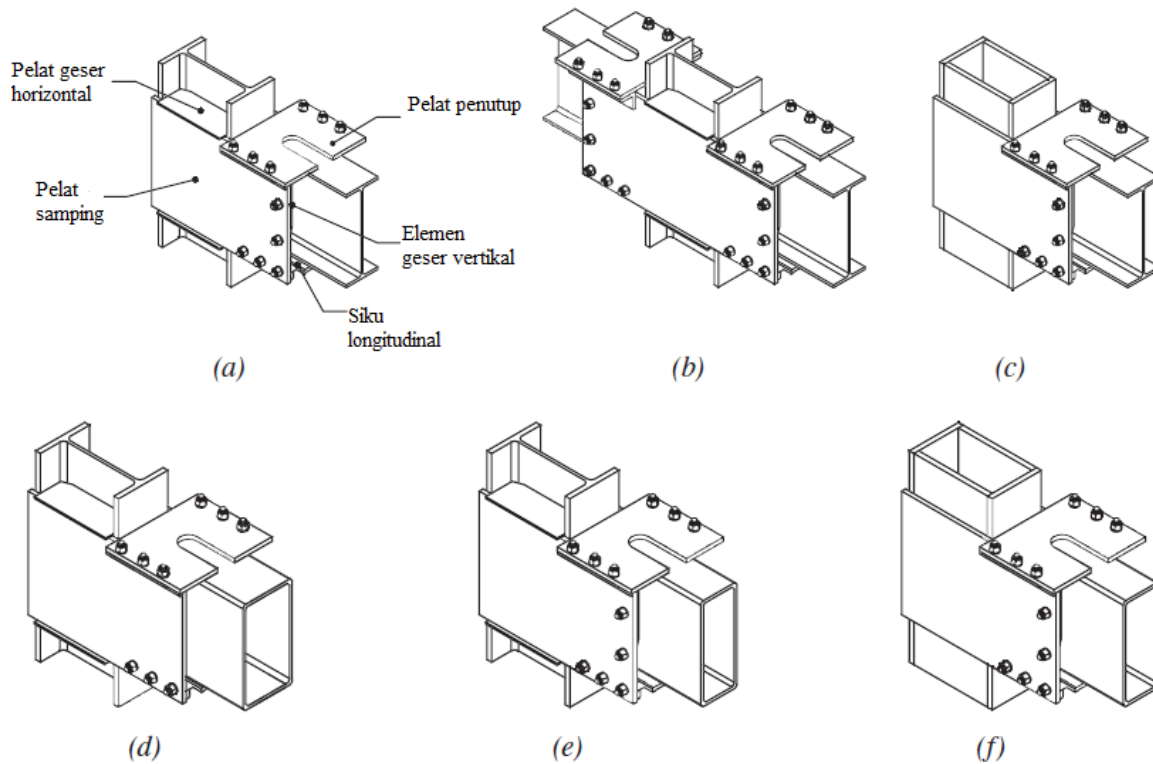 Pelat geser
horizontal
Pelat penutup
Pelat
samping
Elemen
geser vertikal
Siku
longitudinal
(a)
(b)
(c)
(d)
(e)
(f)